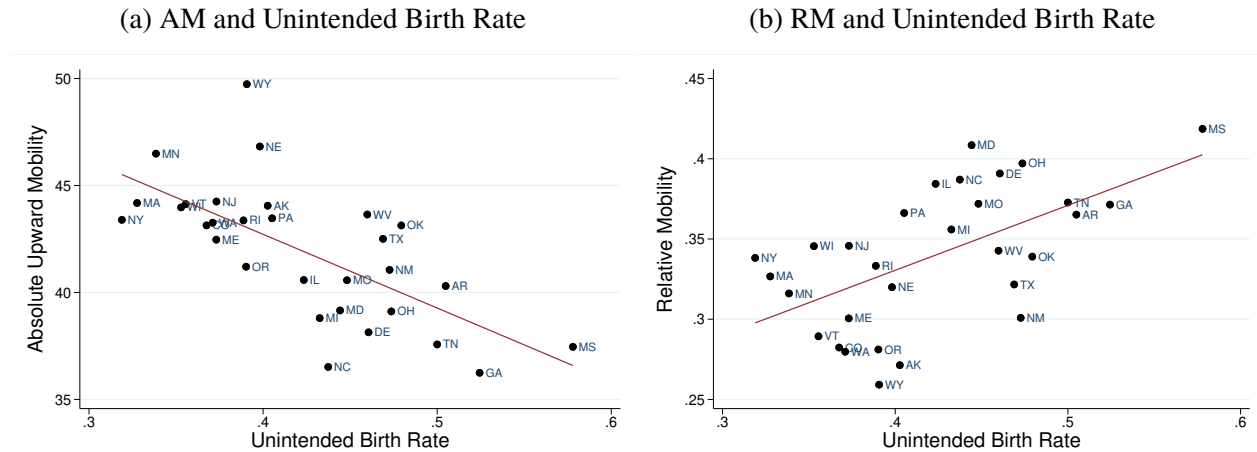 (a) AM and Unintended Birth Rate
50
45
40
35
Absolute Upward Mobility
WY
NE
MN
MA
VT
WI
NJ
AK
NY
CO
WA
RI
PA
WV
OK
ME
TX
OR
NM
IL
MO
AR
MD
OH
MI
DE
TN
MS
NC
GA
.3
.4
.5
.6
Unintended Birth Rate
(b) RM and Unintended Birth Rate
.45
.4
.35
.3
.25
Relative Mobility
MS
MD
OH
DE
NC
IL
MO
TN
GA
PA
AR
MI
WI
NJ
WV
NY
OK
RI
MA
TX
NE
MN
ME
NM
VT
CO
WA
OR
AK
WY
.3
.4
.5
.6
Unintended Birth Rate